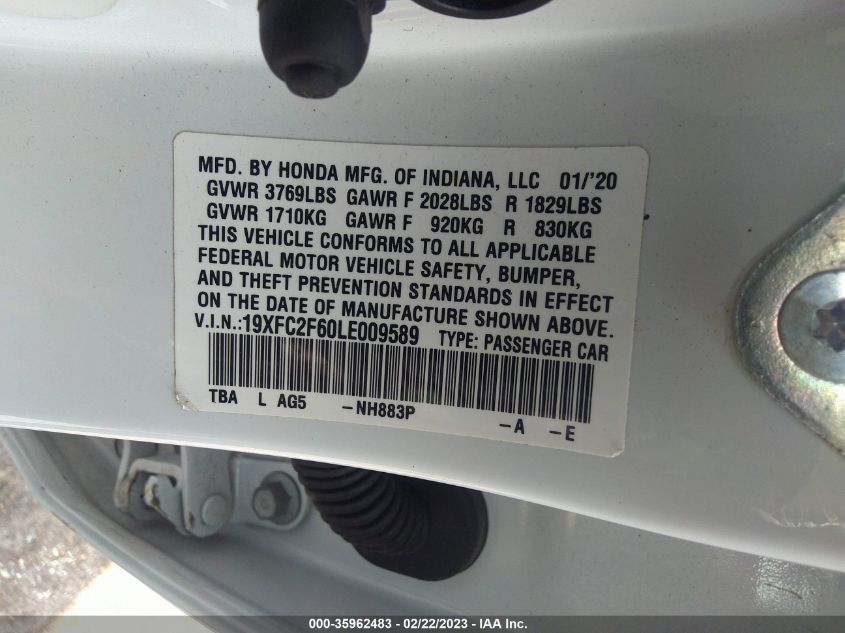 MFD. BY HONDA MFG. OF INDIANA, LLC 01/'20
GVWR 3769LBS GAWR F 2028LBS R 1829LBS
GVWR 1710KG GAWR F 920KG R 830KG
THIS VEHICLE CONFORMS TO ALL APPLICABLE
FEDERAL MOTOR VEHICLE SAFETY, BUMPER,
AND THEFT PREVENTION STANDARDS IN EFFECT
ON THE DATE OF MANUFACTURE SHOWN ABOVE.
V.I.N.:19XFC2F60LE009589 TYPE: PASSENGER CAR
TBA L AG5 -NH883P -A -E
000-35962483 - 02/22/2023 - IAA Inc.